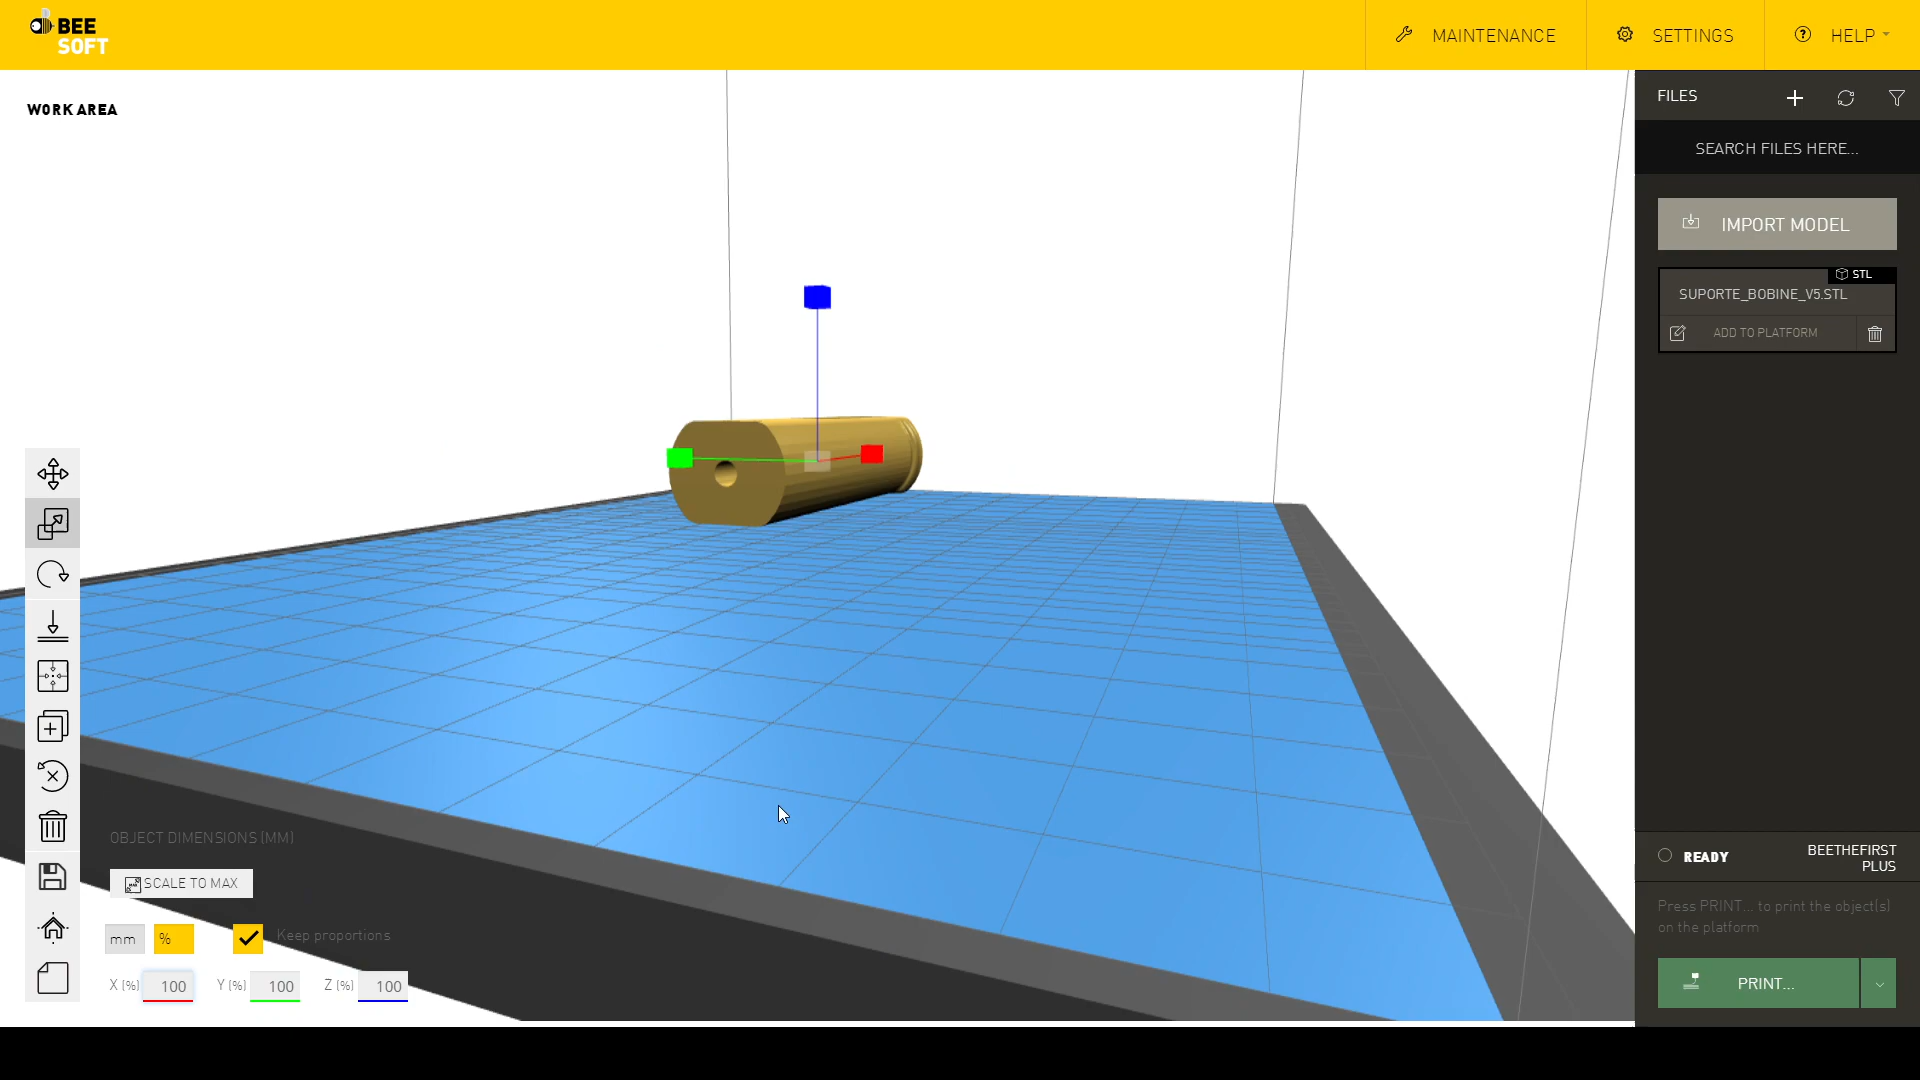 BEE
SOFT
MAINTENANCE
SETTINGS
HELP
WORK AREA
FILES
SEARCH FILES HERE...
IMPORT MODEL
STL
SUPORTE_BOBINE_V5.STL
ADD TO PLATFORM
OBJECT DIMENSIONS (MM)
SCALE TO MAX
mm
%
Keep proportions
X (%) 100
Y (%) 100
Z (%) 100
READY
BEETHEFIRST
PLUS
Press PRINT... to print the object(s)
on the platform
PRINT...